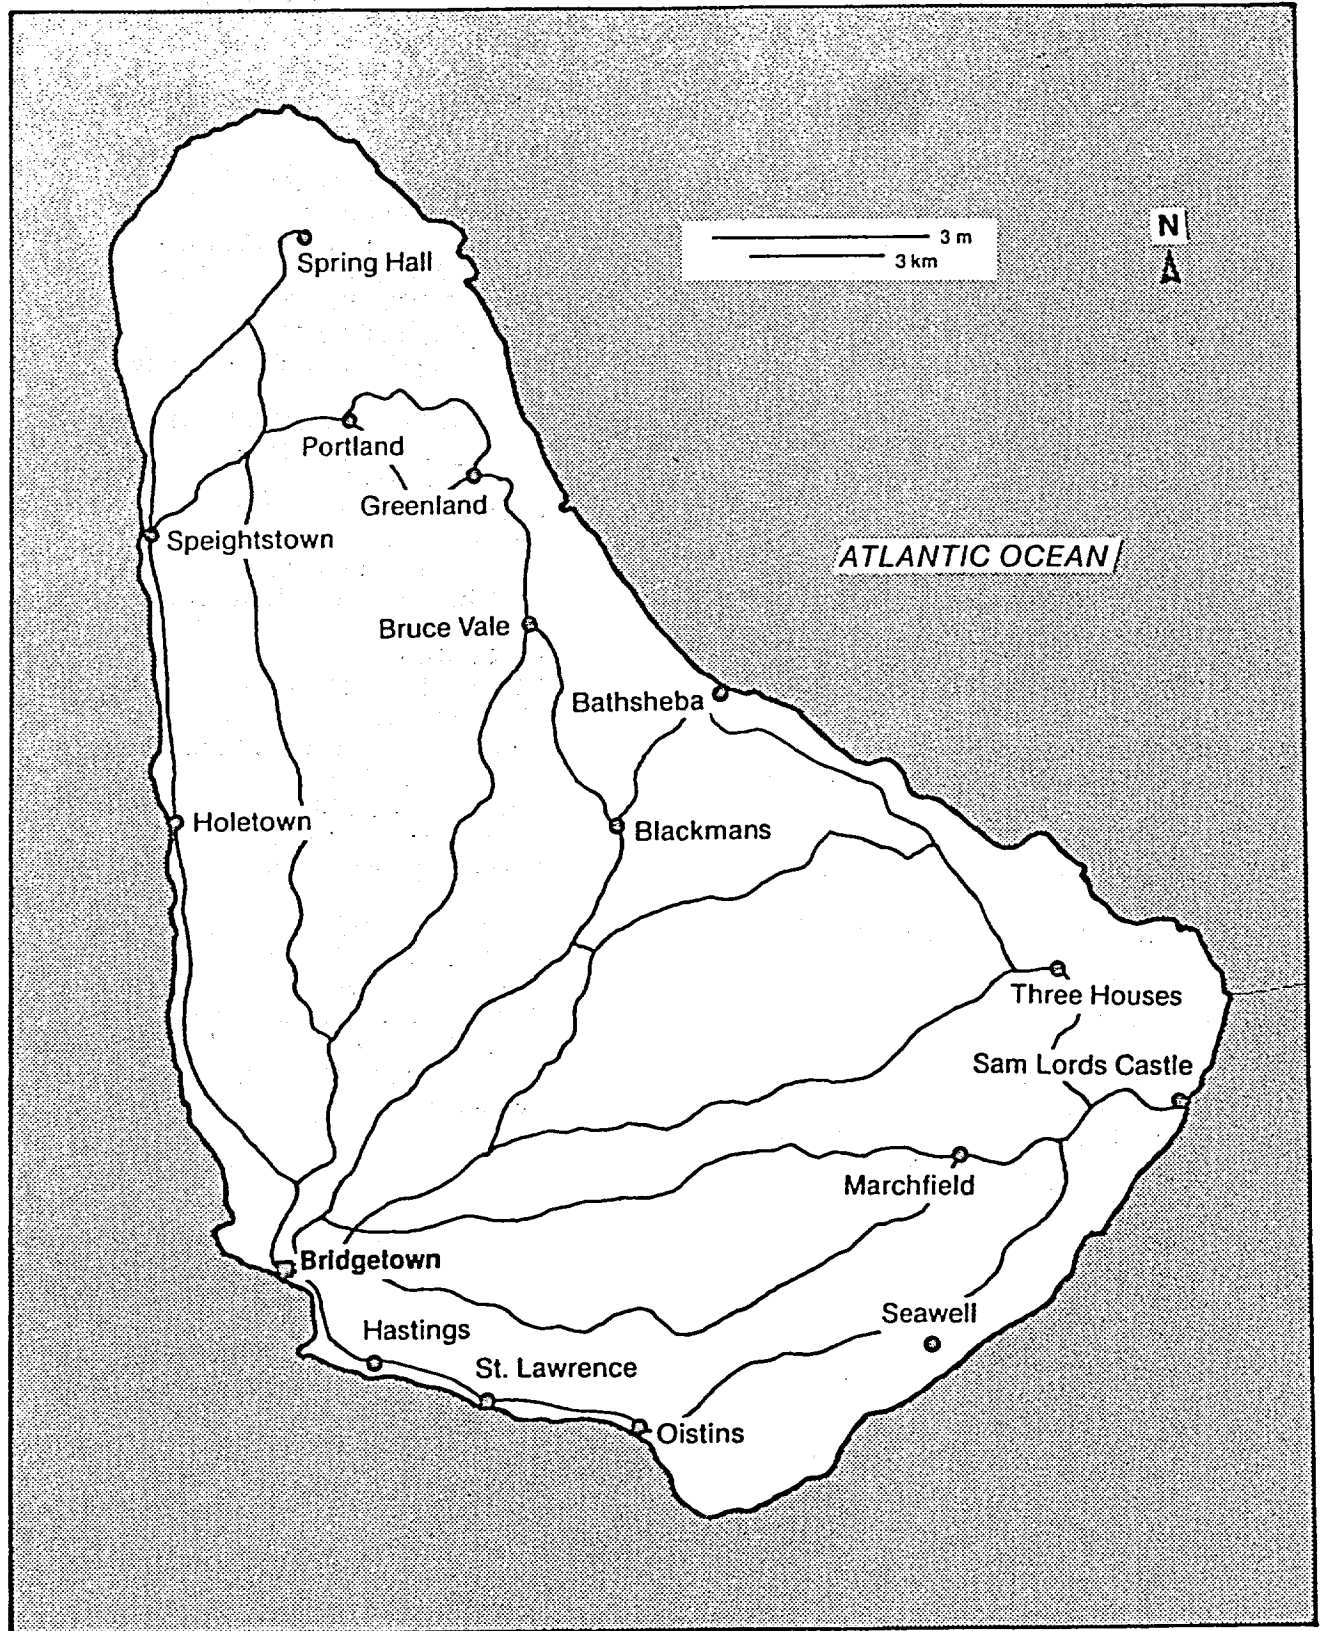 N
3 m
3 km
Spring Hall
Portland
Greenland
Speightstown
ATLANTIC OCEAN
Bruce Vale
Bathsheba
Holetown
Blackmans
Three Houses
Sam Lords Castle
Marchfield
Bridgetown
Seawell
Hastings
St. Lawrence
Oistins